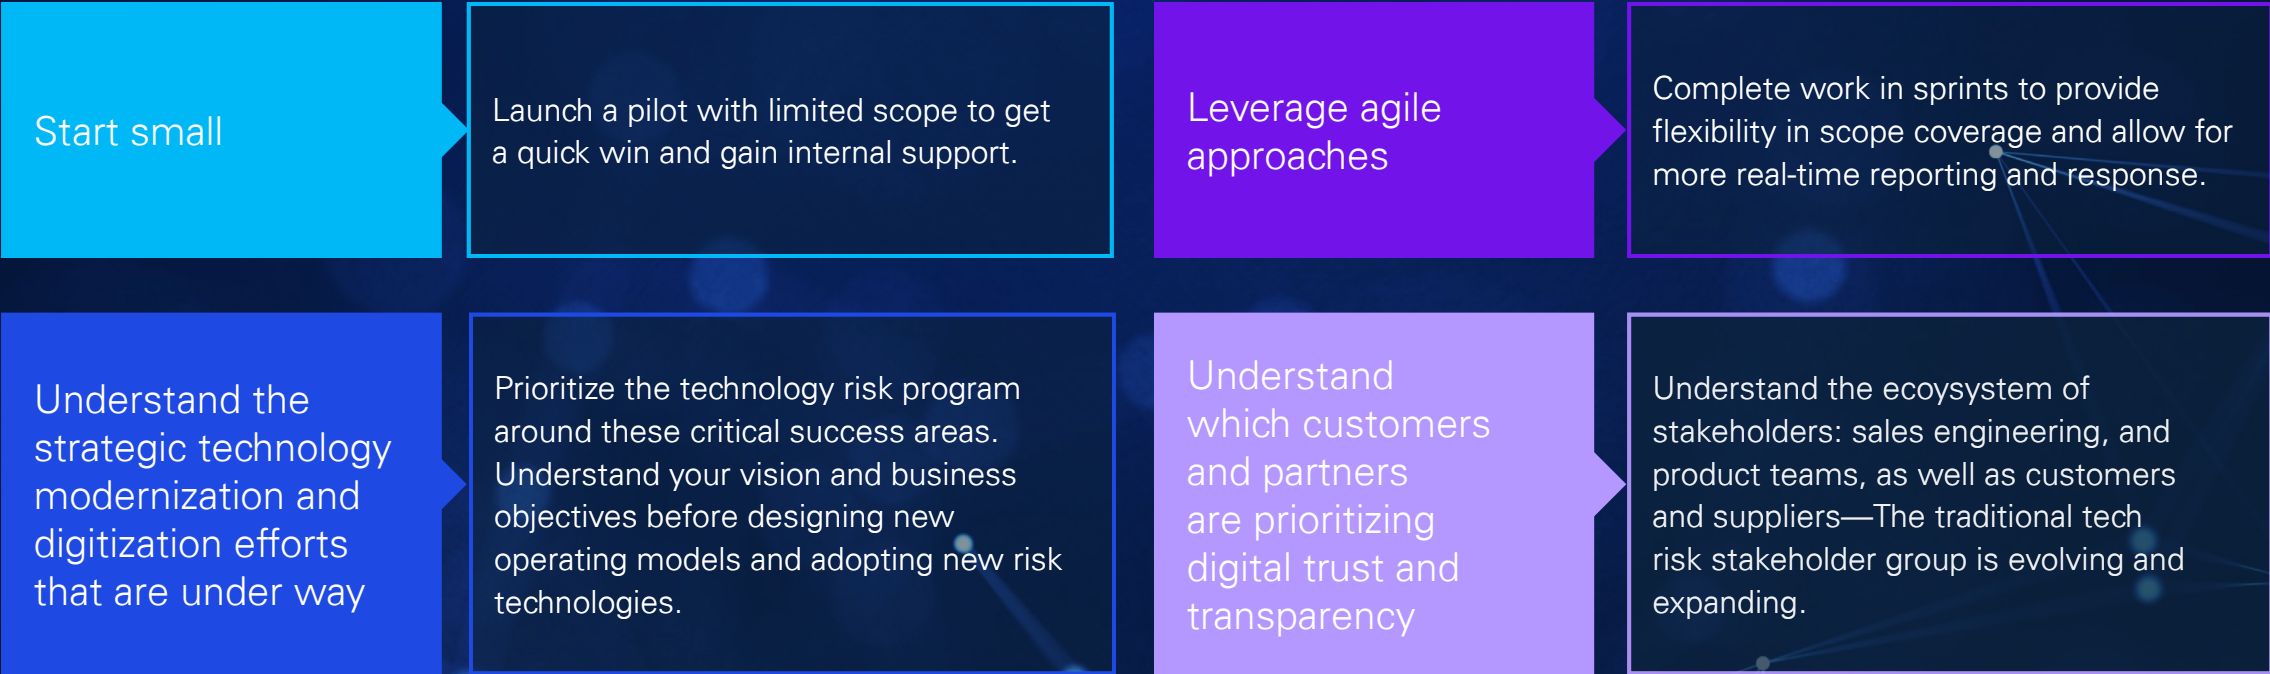 Start small
Launch a pilot with limited scope to get
a quick win and gain internal support.
Leverage agile
approaches
Complete work in sprints to provide
flexibility in scope coverage and allow for
more real-time reporting and response.
Understand the
strategic technology
modernization and
digitization efforts
that are under way
Prioritize the technology risk program
around these critical success areas.
Understand your vision and business
objectives before designing new
operating models and adopting new risk
technologies.
Understand
which customers
and partners
are prioritizing
digital trust and
transparency
Understand the ecoysystem of
stakeholders: sales engineering, and
product teams, as well as customers
and suppliers—The traditional tech
risk stakeholder group is evolving and
expanding.